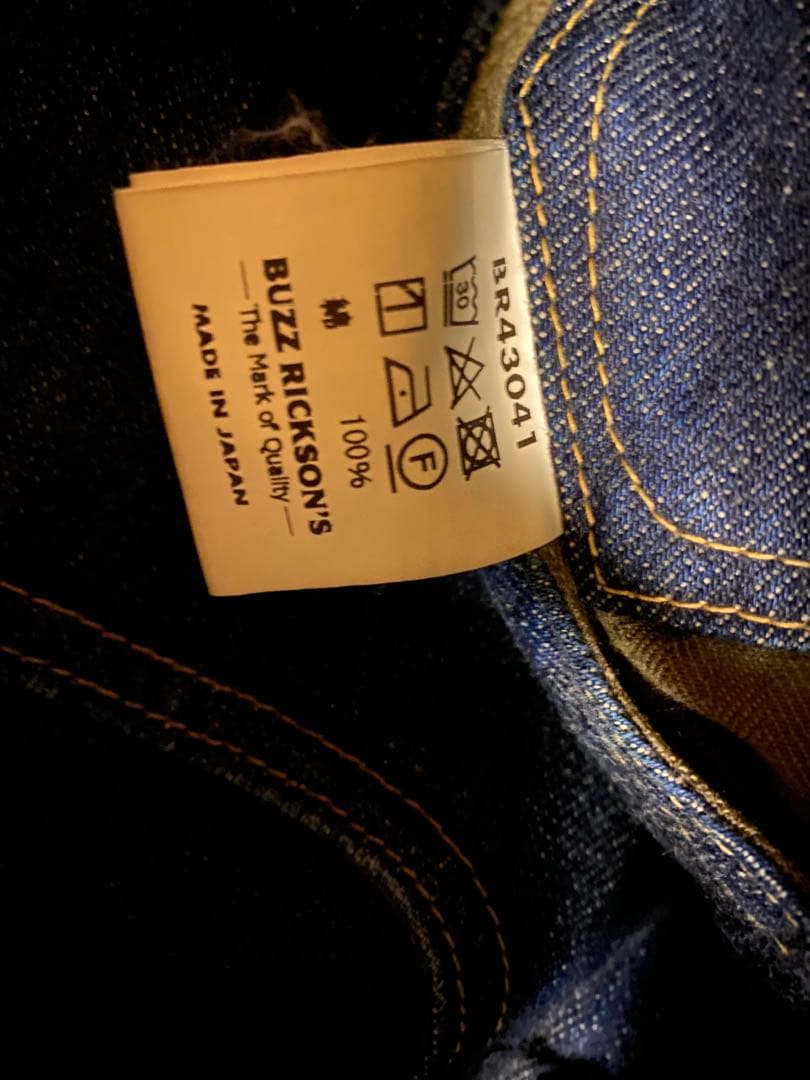 BR43041
30
F
綿 100%
BUZZ RICKSON'S
— The Mark of Quality —
MADE IN JAPAN